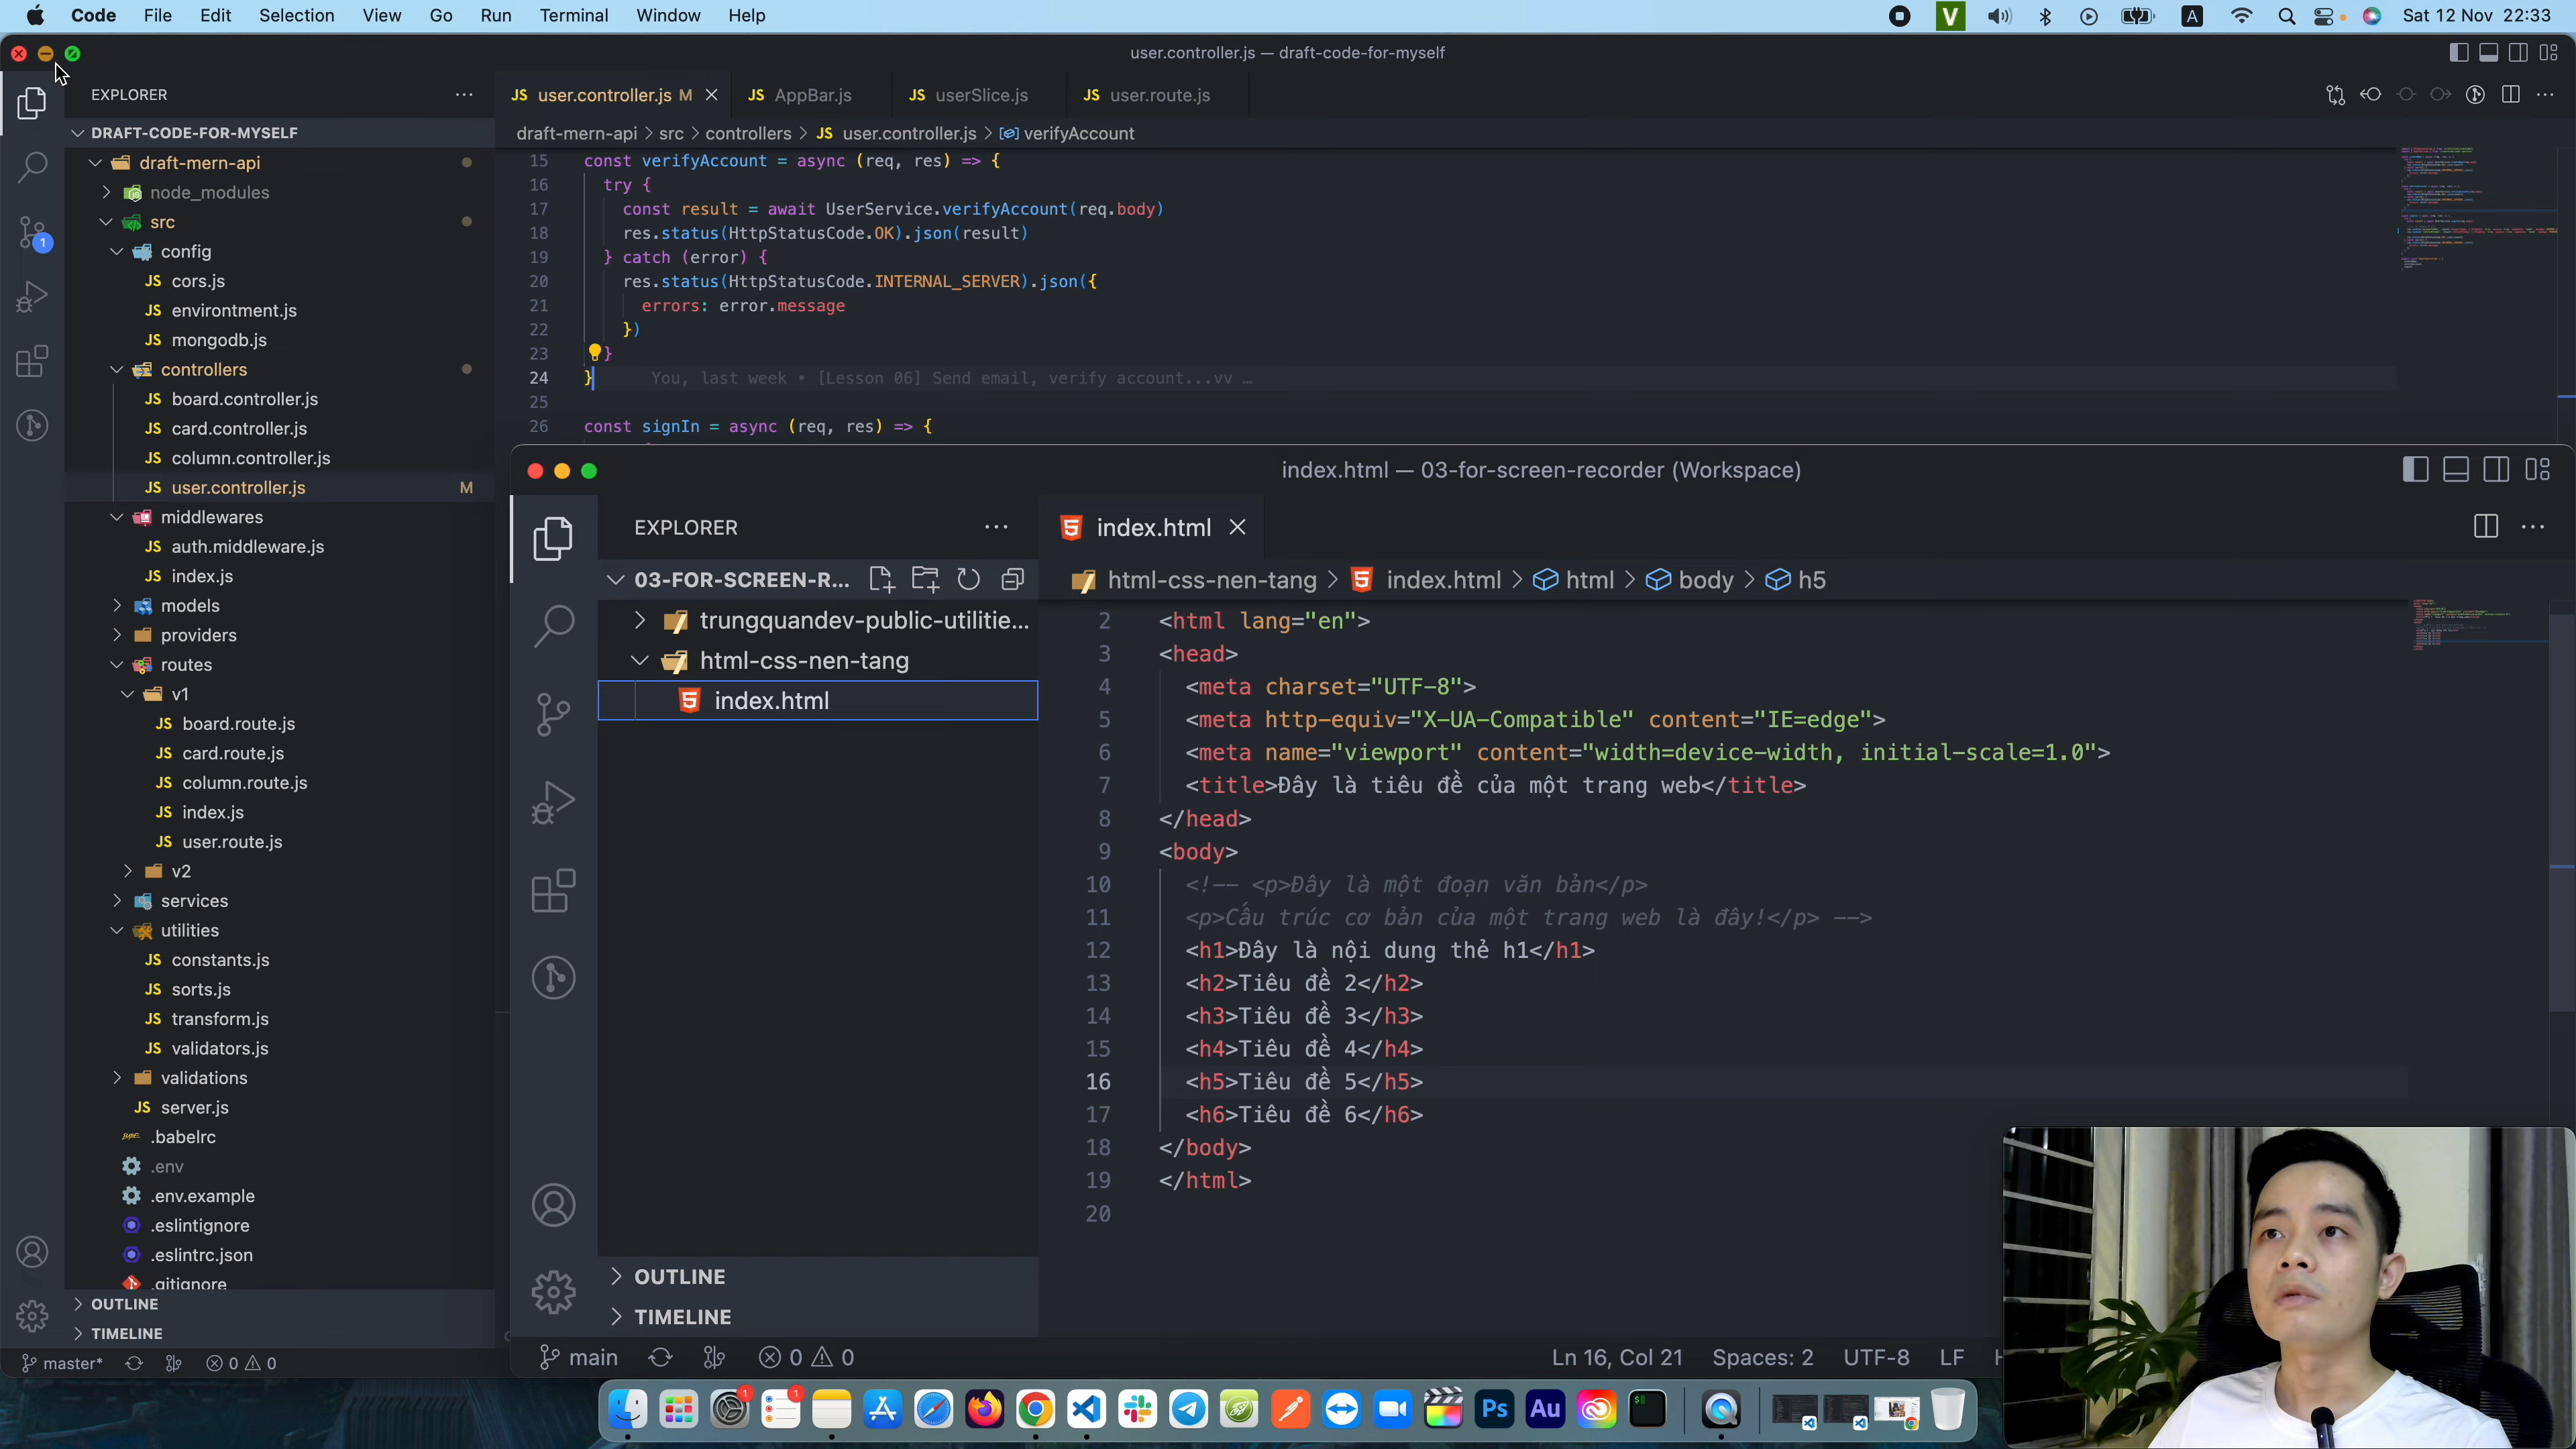 Code File Edit Selection View Go Run Terminal Window Help
V
A
Sat 12 Nov 22:33
user.controller.js — draft-code-for-myself
EXPLORER
DRAFT-CODE-FOR-MYSELF
draft-mern-api
node_modules
src
config
JS cors.js
JS environtment.js
JS mongodb.js
controllers
JS board.controller.js
JS card.controller.js
JS column.controller.js
JS user.controller.js M
middlewares
JS auth.middleware.js
JS index.js
models
providers
routes
v1
JS board.route.js
JS card.route.js
JS column.route.js
JS index.js
JS user.route.js
v2
services
utilities
JS constants.js
JS sorts.js
JS transform.js
JS validators.js
validations
JS server.js
.babelrc
.env
.env.example
.eslintignore
.eslintrc.json
.gitignore
OUTLINE
TIMELINE
master* 0 0
1
JS user.controller.js M
JS AppBar.js
JS userSlice.js
JS user.route.js
draft-mern-api > src > controllers > JS user.controller.js > verifyAccount
15 const verifyAccount = async (req, res) => {
16 try {
17 const result = await UserService.verifyAccount(req.body)
18 res.status(HttpStatusCode.OK).json(result)
19 } catch (error) {
20 res.status(HttpStatusCode.INTERNAL_SERVER).json({
21 errors: error.message
22 })
23 }
24 } You, last week • [Lesson 06] Send email, verify account...vv …
25
26 const signIn = async (req, res) => {
index.html — 03-for-screen-recorder (Workspace)
EXPLORER
03-FOR-SCREEN-R...
trungquandev-public-utilitie...
html-css-nen-tang
index.html
OUTLINE
TIMELINE
index.html
html-css-nen-tang > index.html > html > body > h5
2 <html lang="en">
3 <head>
4 <meta charset="UTF-8">
5 <meta http-equiv="X-UA-Compatible" content="IE=edge">
6 <meta name="viewport" content="width=device-width, initial-scale=1.0">
7 <title>Đây là tiêu đề của một trang web</title>
8 </head>
9 <body>
10 <!-- <p>Đây là một đoạn văn bản</p>
11 <p>Cấu trúc cơ bản của một trang web là đây!</p> -->
12 <h1>Đây là nội dung thẻ h1</h1>
13 <h2>Tiêu đề 2</h2>
14 <h3>Tiêu đề 3</h3>
15 <h4>Tiêu đề 4</h4>
16 <h5>Tiêu đề 5</h5>
17 <h6>Tiêu đề 6</h6>
18 </body>
19 </html>
20
main 0 0
Ln 16, Col 21 Spaces: 2 UTF-8 LF
1
1
Ps
Au